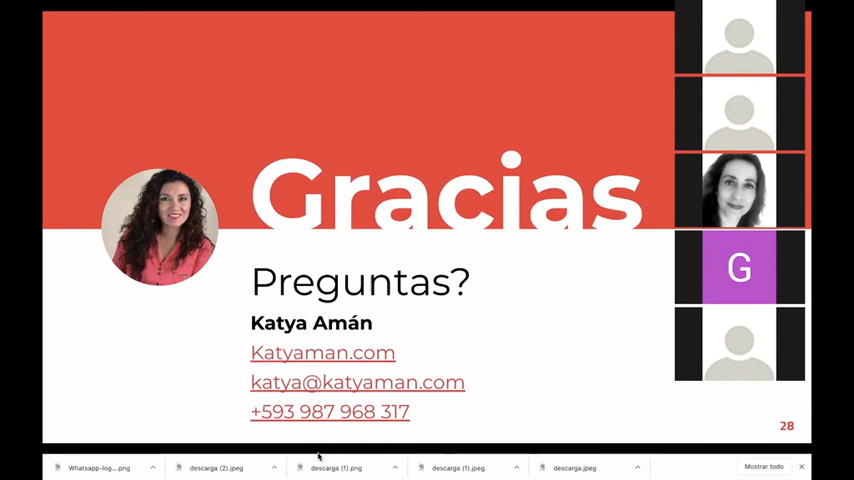 Gracias
Preguntas?
Katya Amán
Katyaman.com
katya@katyaman.com
+593 987 968 317
G
28
Whatsapp-log....png
descarga (2).jpeg
descarga (1).png
descarga (1).jpeg
descarga.jpeg
Mostrar todo